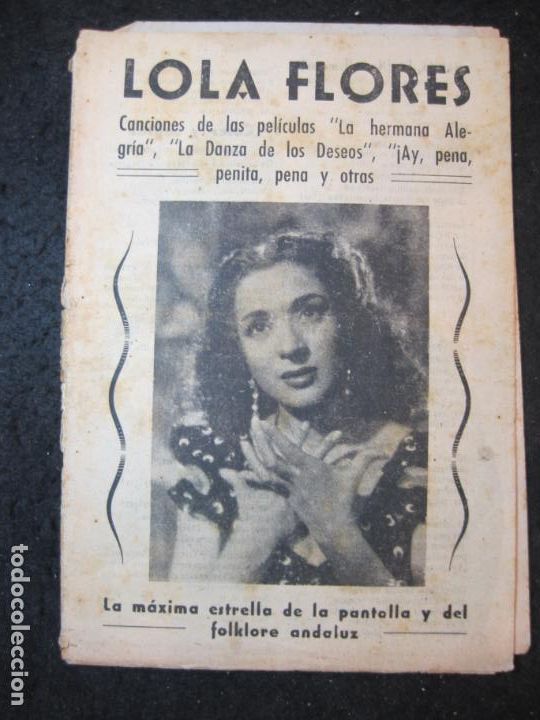 LOLA FLORES
Canciones de las películas "La hermana Ale-
gría", "La Danza de los Deseos", "¡Ay, pena,
penita, pena y otras
La máxima estrella de la pantalla y del
folklore andaluz
todocoleccion